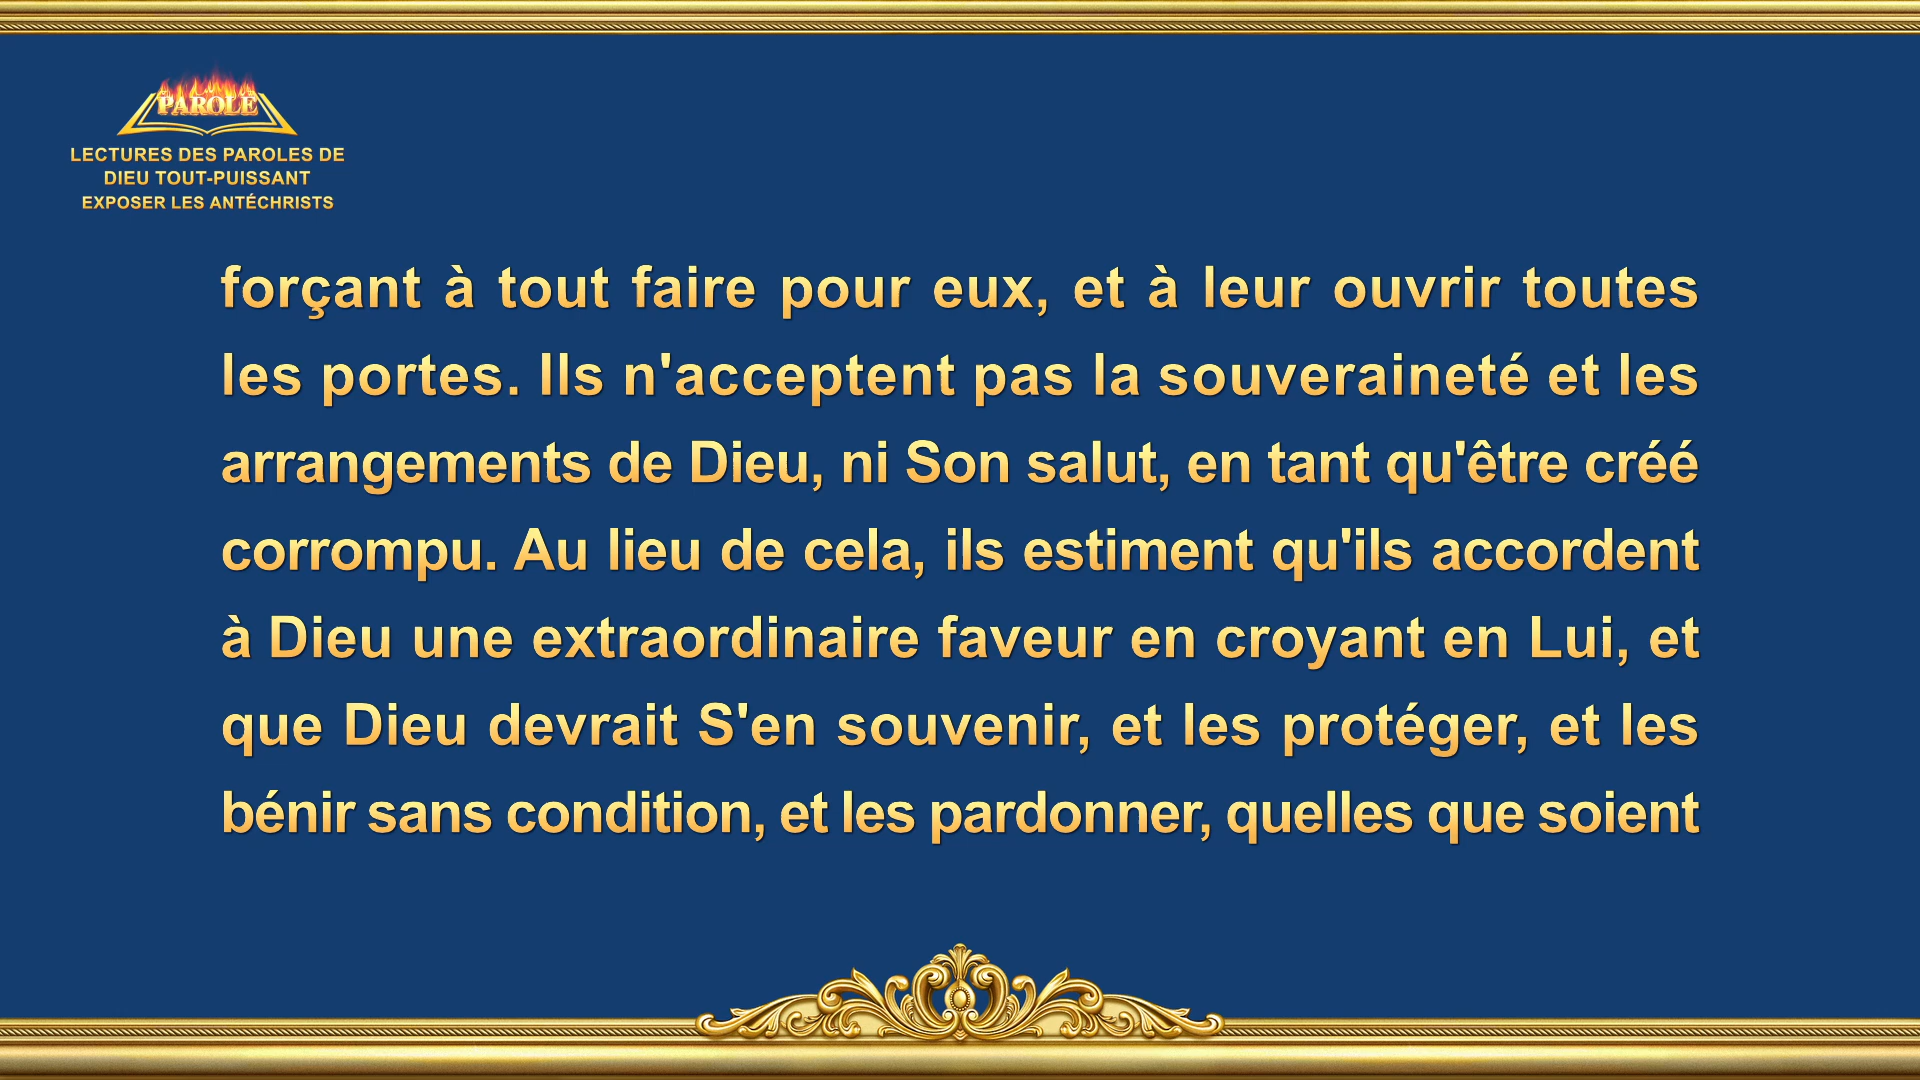 PAROLE
LECTURES DES PAROLES DE
DIEU TOUT-PUISSANT
EXPOSER LES ANTÉCHRISTS
forçant à tout faire pour eux, et à leur ouvrir toutes
les portes. Ils n'acceptent pas la souveraineté et les
arrangements de Dieu, ni Son salut, en tant qu'être créé
corrompu. Au lieu de cela, ils estiment qu'ils accordent
à Dieu une extraordinaire faveur en croyant en Lui, et
que Dieu devrait S'en souvenir, et les protéger, et les
bénir sans condition, et les pardonner, quelles que soient